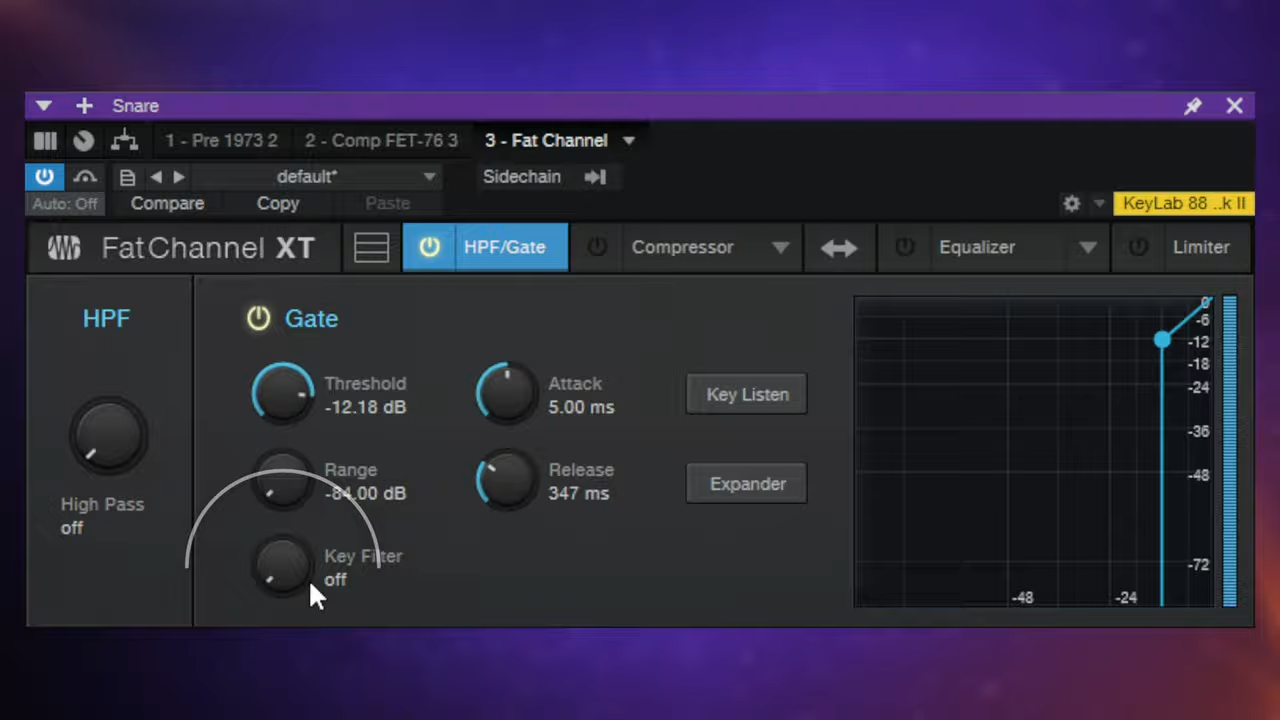 Snare
1 - Pre 1973 2 2 - Comp FET-76 3 3 - Fat Channel
default* Sidechain
Auto: Off Compare Copy Paste KeyLab 88 ..k II
FatChannel XT HPF/Gate Compressor Equalizer Limiter
HPF
High Pass
off
Gate
Threshold
-12.18 dB
Attack
5.00 ms
Key Listen
Range
-84.00 dB
Release
347 ms
Expander
Key Filter
off
0
-6
-12
-18
-24
-36
-48
-72
-48 -24